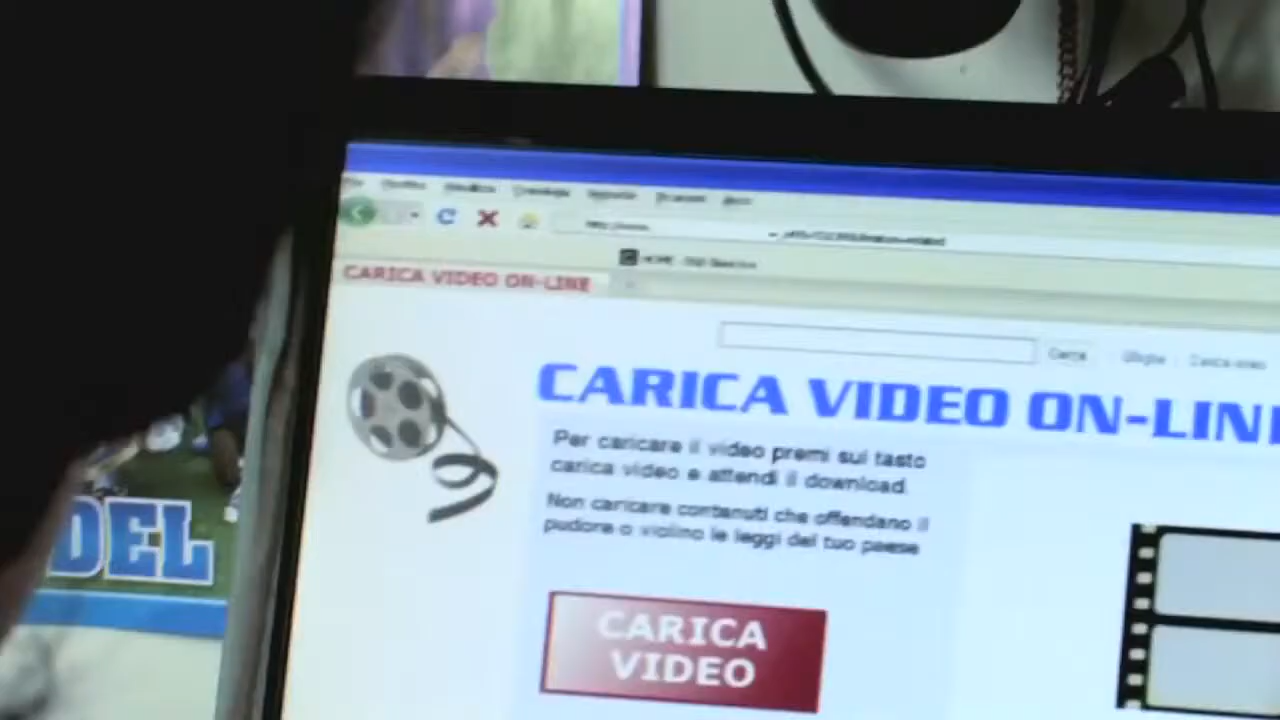 CARICA VIDEO ON-LINE
Cerca
CARICA VIDEO ON-LIN
Per caricare il video premi sul tasto
carica video e attendi il download.
Non caricare contenuti che offendano il
pudore o violino le leggi del tuo paese
CARICA
VIDEO
DEL